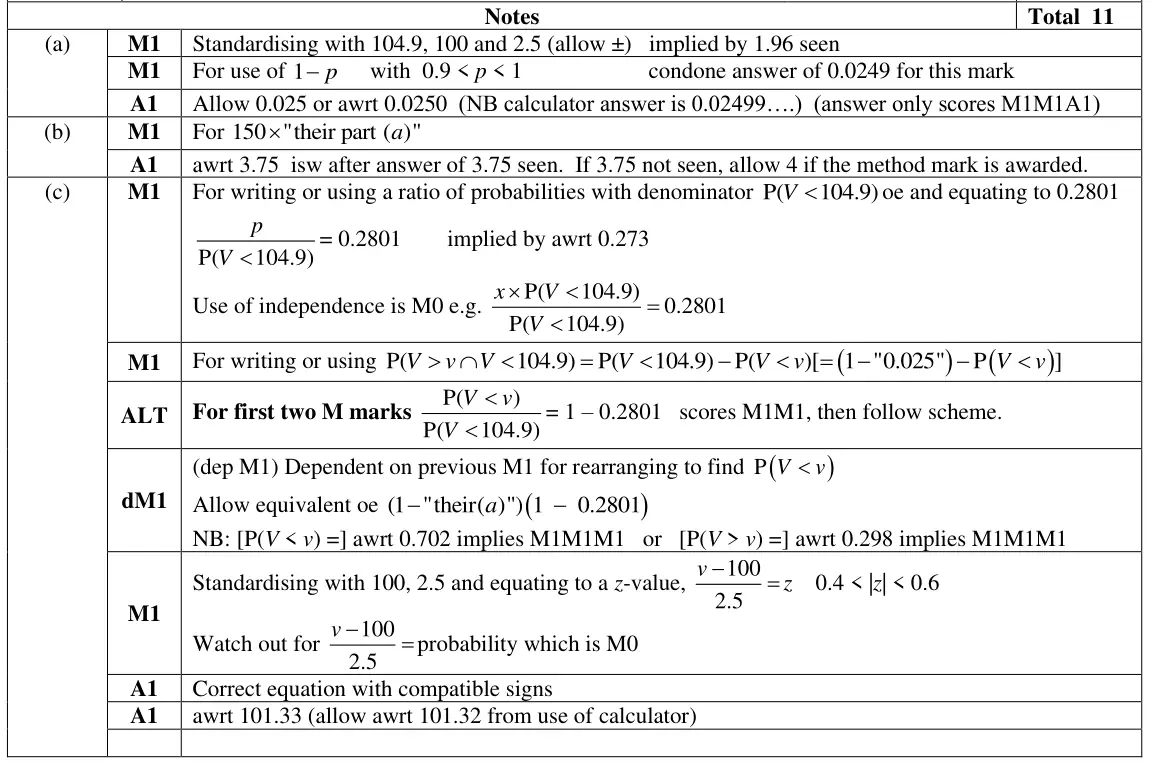 Notes Total 11
(a) M1 Standardising with 104.9, 100 and 2.5 (allow ±) implied by 1.96 seen
M1 For use of 1 − p with 0.9 < p < 1 condone answer of 0.0249 for this mark
A1 Allow 0.025 or awrt 0.0250 (NB calculator answer is 0.02499….) (answer only scores M1M1A1)
(b) M1 For 150×"their part (a)"
A1 awrt 3.75 isw after answer of 3.75 seen. If 3.75 not seen, allow 4 if the method mark is awarded.
(c) M1 For writing or using a ratio of probabilities with denominator P(V < 104.9) oe and equating to 0.2801
p / P(V < 104.9) = 0.2801 implied by awrt 0.273
Use of independence is M0 e.g. x × P(V < 104.9) / P(V < 104.9) = 0.2801
M1 For writing or using P(V > v ∩ V < 104.9) = P(V < 104.9) − P(V < v)[= (1 − "0.025") − P(V < v)]
ALT For first two M marks P(V < v) / P(V < 104.9) = 1 – 0.2801 scores M1M1, then follow scheme.
dM1 (dep M1) Dependent on previous M1 for rearranging to find P(V < v)
Allow equivalent oe (1−"their(a)")(1 − 0.2801)
NB: [P(V < v) =] awrt 0.702 implies M1M1M1 or [P(V > v) =] awrt 0.298 implies M1M1M1
M1 Standardising with 100, 2.5 and equating to a z-value, v − 100 / 2.5 = z 0.4 < |z| < 0.6
Watch out for v − 100 / 2.5 = probability which is M0
A1 Correct equation with compatible signs
A1 awrt 101.33 (allow awrt 101.32 from use of calculator)